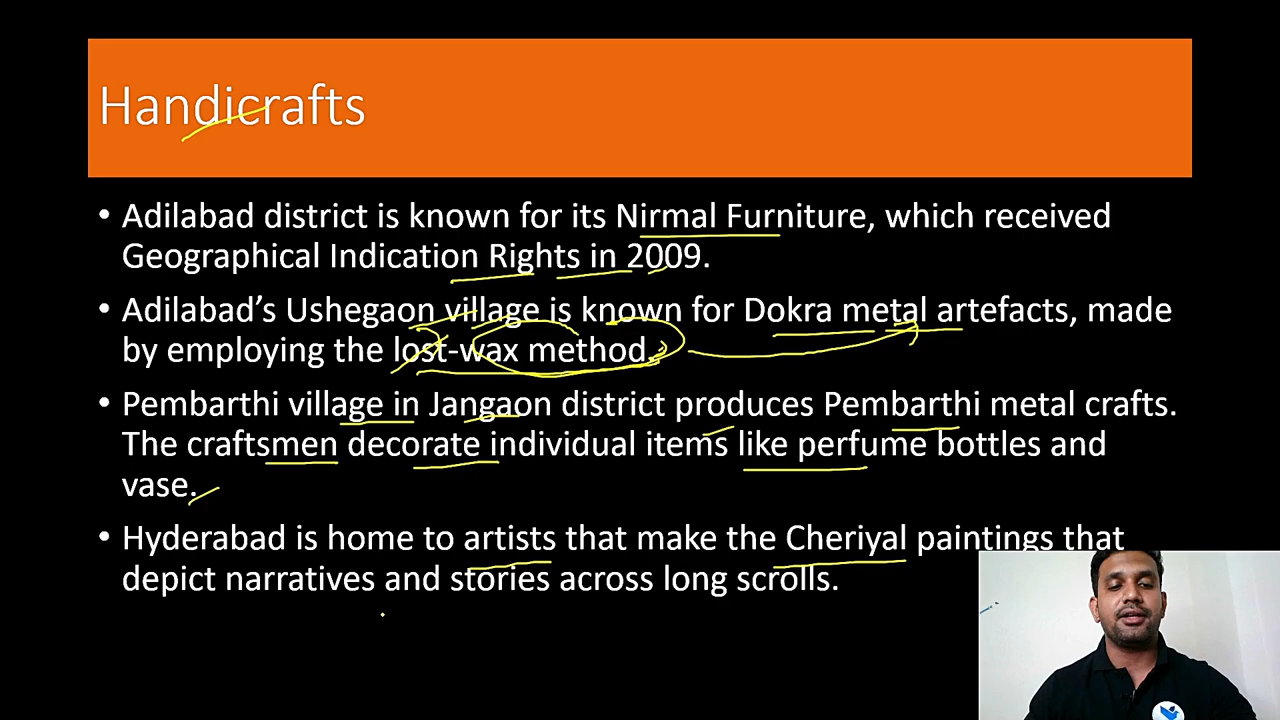 Handicrafts
• Adilabad district is known for its Nirmal Furniture, which received
Geographical Indication Rights in 2009.
• Adilabad’s Ushegaon village is known for Dokra metal artefacts, made
by employing the lost-wax method.
• Pembarthi village in Jangaon district produces Pembarthi metal crafts.
The craftsmen decorate individual items like perfume bottles and
vase.
• Hyderabad is home to artists that make the Cheriyal paintings that
depict narratives and stories across long scrolls.